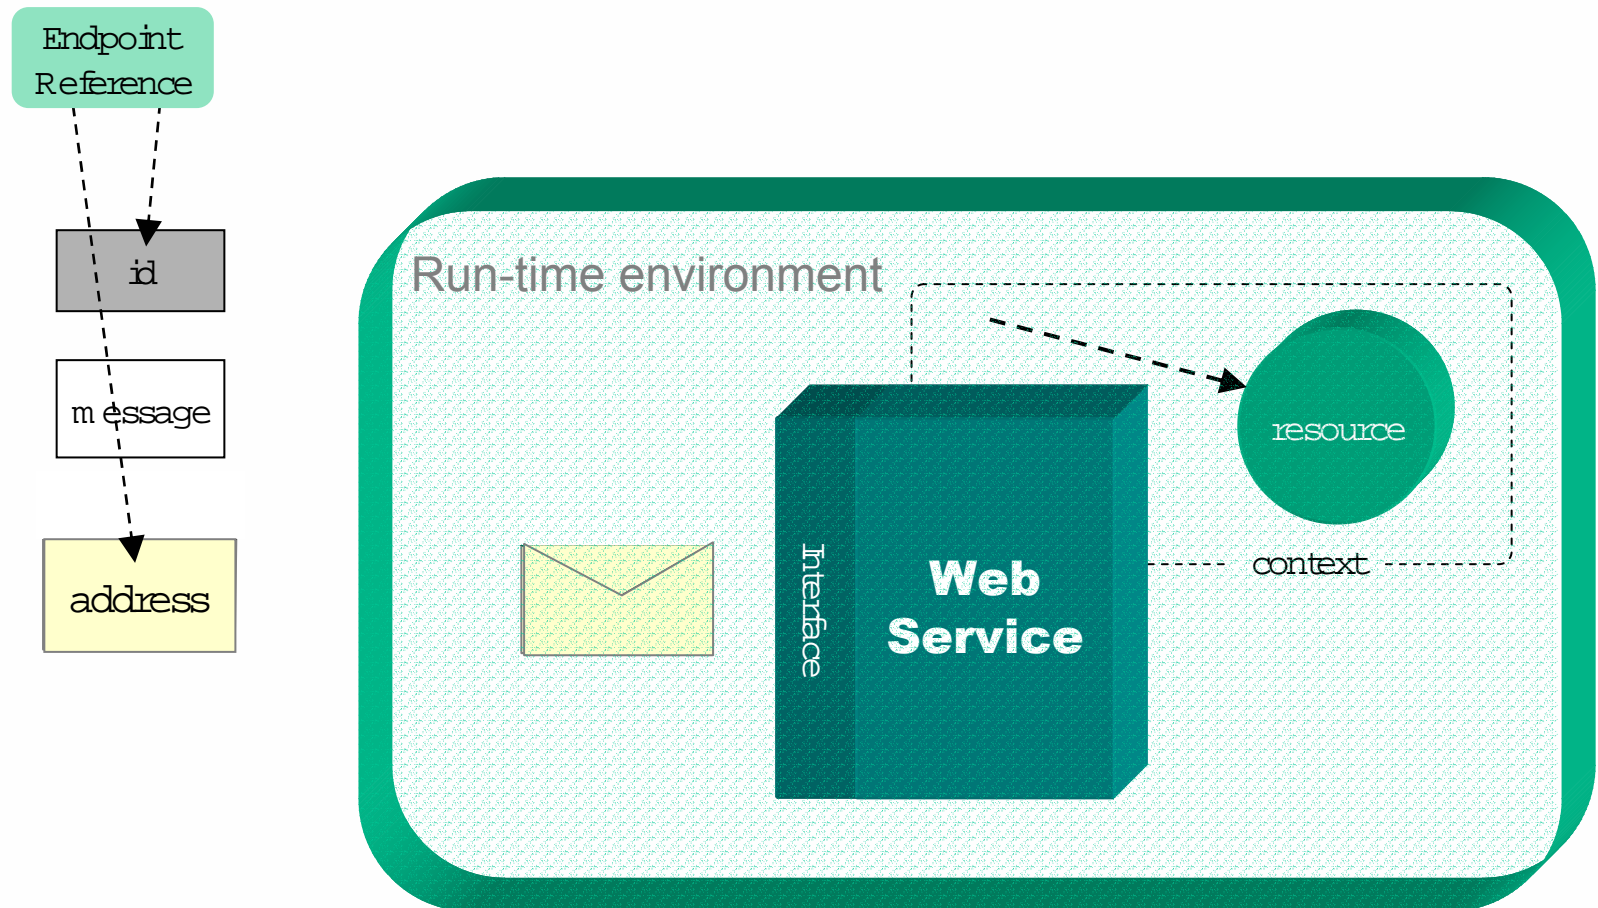 Endpoint
Reference
id
message
address
Run-time environment
resource
context
Interface
Web
Service